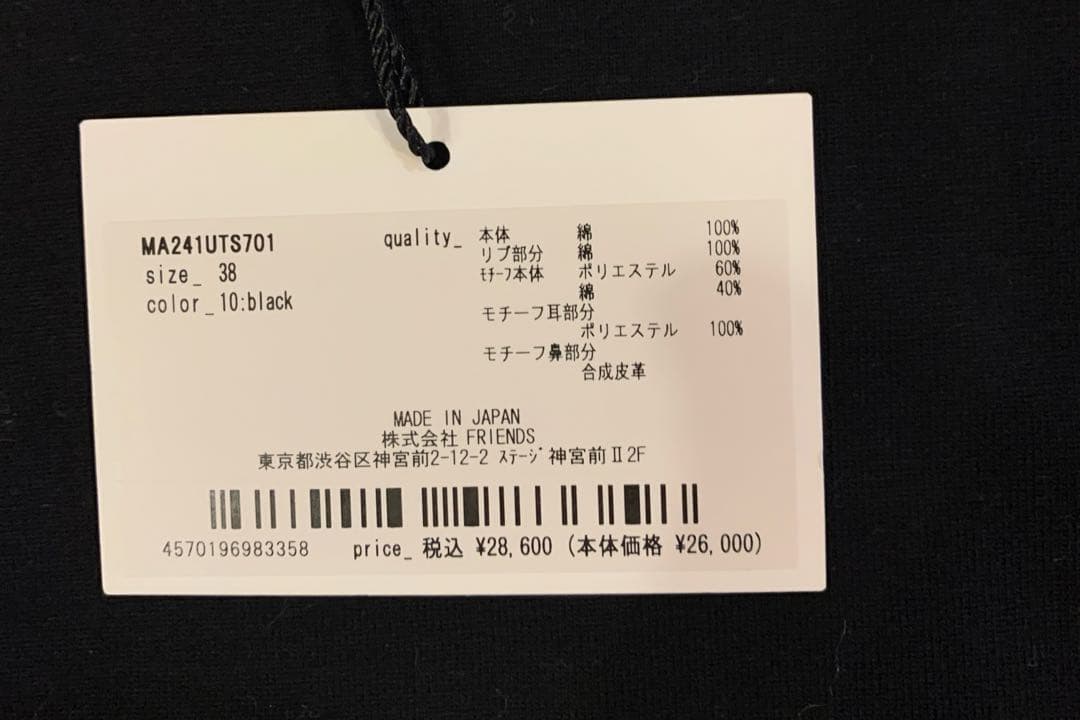 MA241UTS701
size_ 38
color_10:black
quality_ 本体 綿 100%
リブ部分 綿 100%
ﾓﾁｰﾌ本体 ポリエステル 60%
綿 40%
モチーフ耳部分
ポリエステル 100%
モチーフ鼻部分
合成皮革
MADE IN JAPAN
株式会社 FRIENDS
東京都渋谷区神宮前2-12-2 ｽﾃｰｼﾞ神宮前Ⅱ2F
4570196983358 price_ 税込 ¥28,600 (本体価格 ¥26,000)